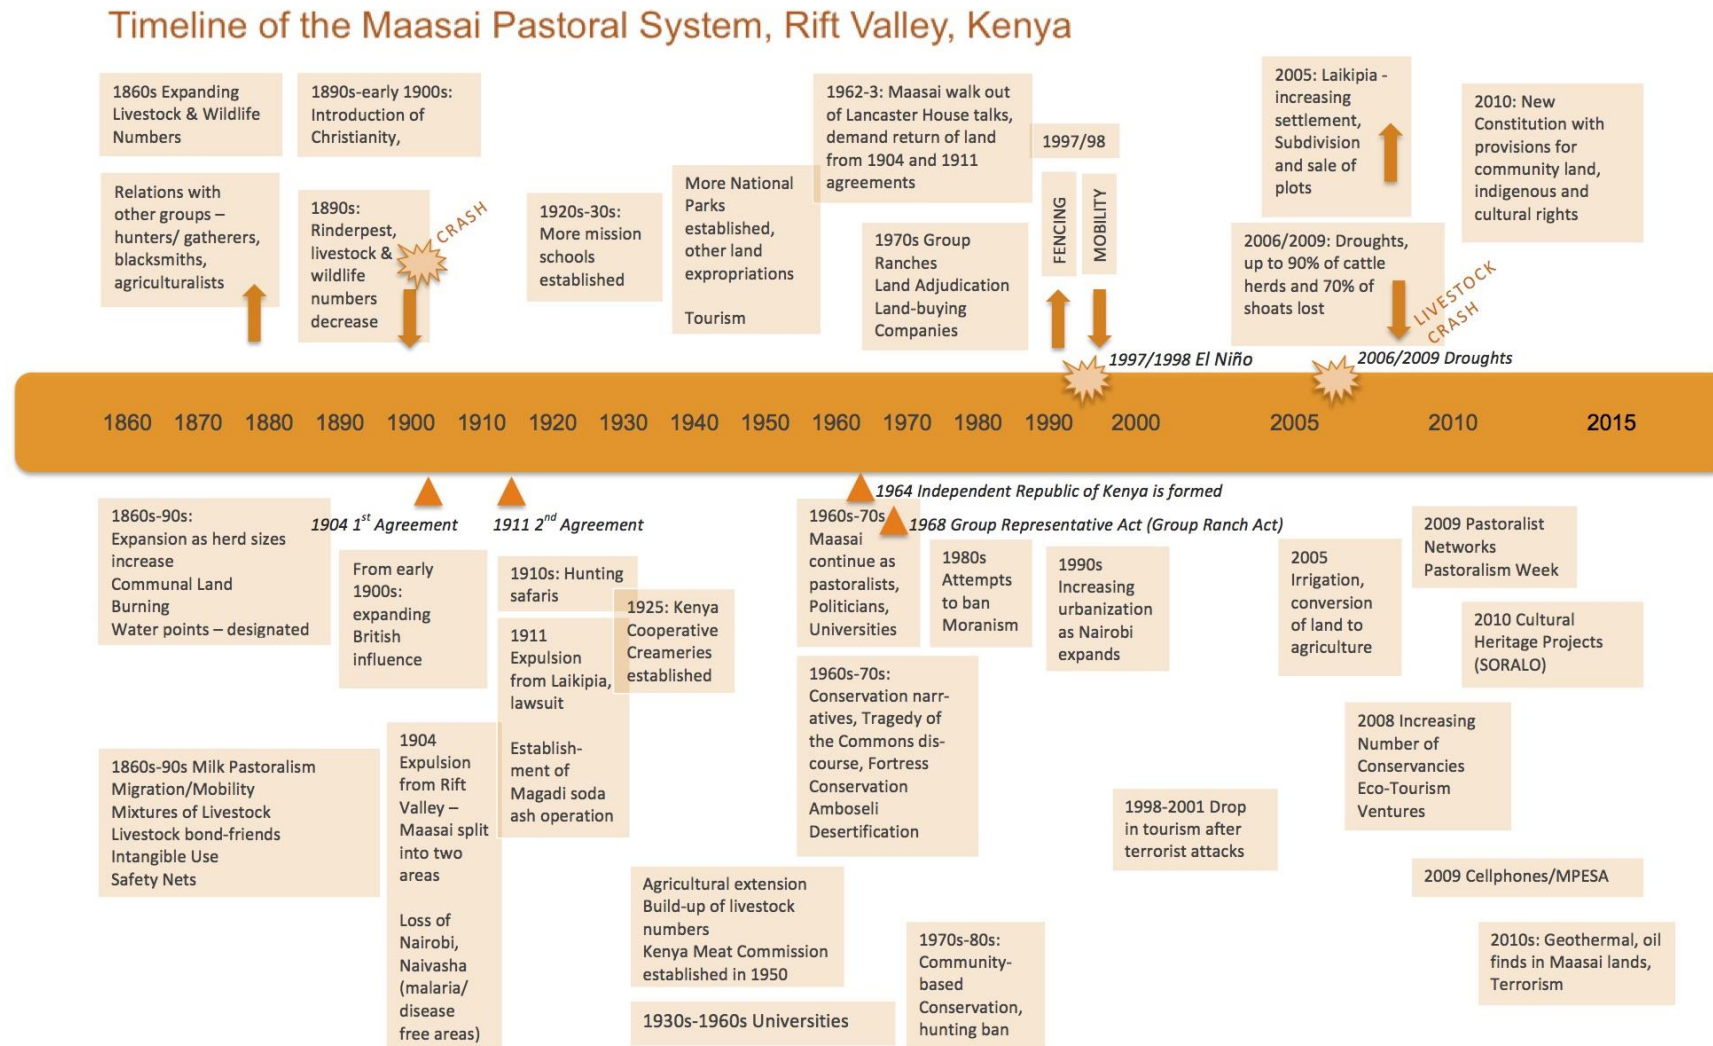 Timeline of the Maasai Pastoral System, Rift Valley, Kenya
1860s Expanding
Livestock & Wildlife
Numbers
Relations with
other groups –
hunters/ gatherers,
blacksmiths,
agriculturalists
1890s-early 1900s:
Introduction of
Christianity,
1890s:
Rinderpest,
livestock &
wildlife
numbers
decrease
CRASH
1920s-30s:
More mission
schools
established
More National
Parks
established,
other land
expropriations
Tourism
1962-3: Maasai walk out
of Lancaster House talks,
demand return of land
from 1904 and 1911
agreements
1970s Group
Ranches
Land Adjudication
Land-buying
Companies
1997/98
FENCING
MOBILITY
1997/1998 El Niño
2005: Laikipia -
increasing
settlement,
Subdivision
and sale of
plots
2006/2009: Droughts,
up to 90% of cattle
herds and 70% of
shoats lost
LIVESTOCK
CRASH
2006/2009 Droughts
2010: New
Constitution with
provisions for
community land,
indigenous and
cultural rights
1860 1870 1880 1890 1900 1910 1920 1930 1940 1950 1960 1970 1980 1990 2000 2005 2010 2015
1904 1st Agreement
1911 2nd Agreement
1964 Independent Republic of Kenya is formed
1968 Group Representative Act (Group Ranch Act)
1860s-90s:
Expansion as herd sizes
increase
Communal Land
Burning
Water points – designated
1860s-90s Milk Pastoralism
Migration/Mobility
Mixtures of Livestock
Livestock bond-friends
Intangible Use
Safety Nets
From early
1900s:
expanding
British
influence
1904
Expulsion
from Rift
Valley –
Maasai split
into two
areas
Loss of
Nairobi,
Naivasha
(malaria/
disease
free areas)
1910s: Hunting
safaris
1911
Expulsion
from Laikipia,
lawsuit
Establish-
ment of
Magadi soda
ash operation
1925: Kenya
Cooperative
Creameries
established
Agricultural extension
Build-up of livestock
numbers
Kenya Meat Commission
established in 1950
1930s-1960s Universities
1960s-70s
Maasai
continue as
pastoralists,
Politicians,
Universities
1960s-70s:
Conservation narr-
atives, Tragedy of
the Commons dis-
course, Fortress
Conservation
Amboseli
Desertification
1970s-80s:
Community-
based
Conservation,
hunting ban
1980s
Attempts
to ban
Moranism
1990s
Increasing
urbanization
as Nairobi
expands
1998-2001 Drop
in tourism after
terrorist attacks
2005
Irrigation,
conversion
of land to
agriculture
2008 Increasing
Number of
Conservancies
Eco-Tourism
Ventures
2009 Pastoralist
Networks
Pastoralism Week
2010 Cultural
Heritage Projects
(SORALO)
2009 Cellphones/MPESA
2010s: Geothermal, oil
finds in Maasai lands,
Terrorism